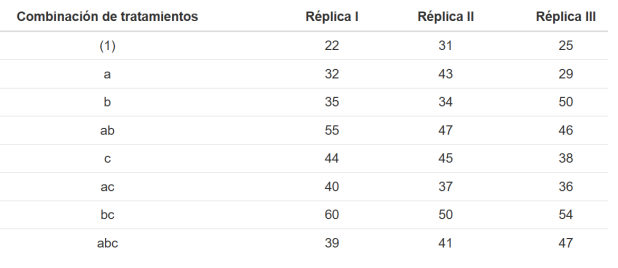 Combinación de tratamientos Réplica I Réplica II Réplica III
(1) 22 31 25
a 32 43 29
b 35 34 50
ab 55 47 46
c 44 45 38
ac 40 37 36
bc 60 50 54
abc 39 41 47